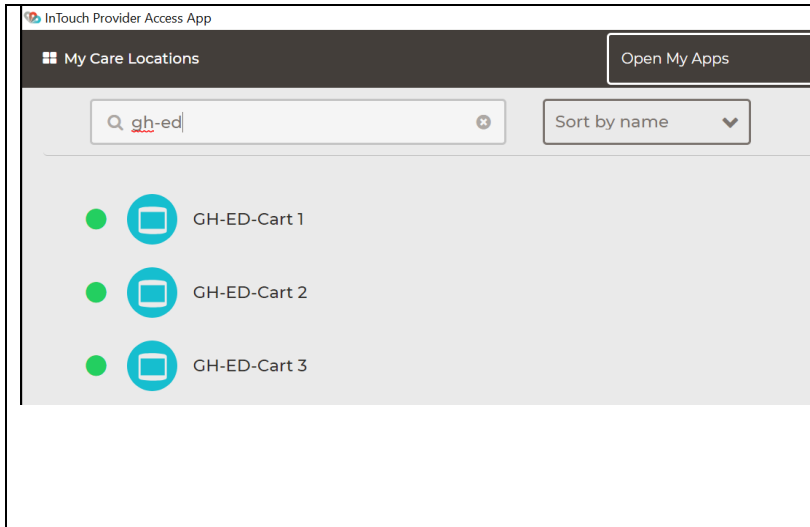 InTouch Provider Access App
My Care Locations
Open My Apps
gh-ed
Sort by name
GH-ED-Cart 1
GH-ED-Cart 2
GH-ED-Cart 3